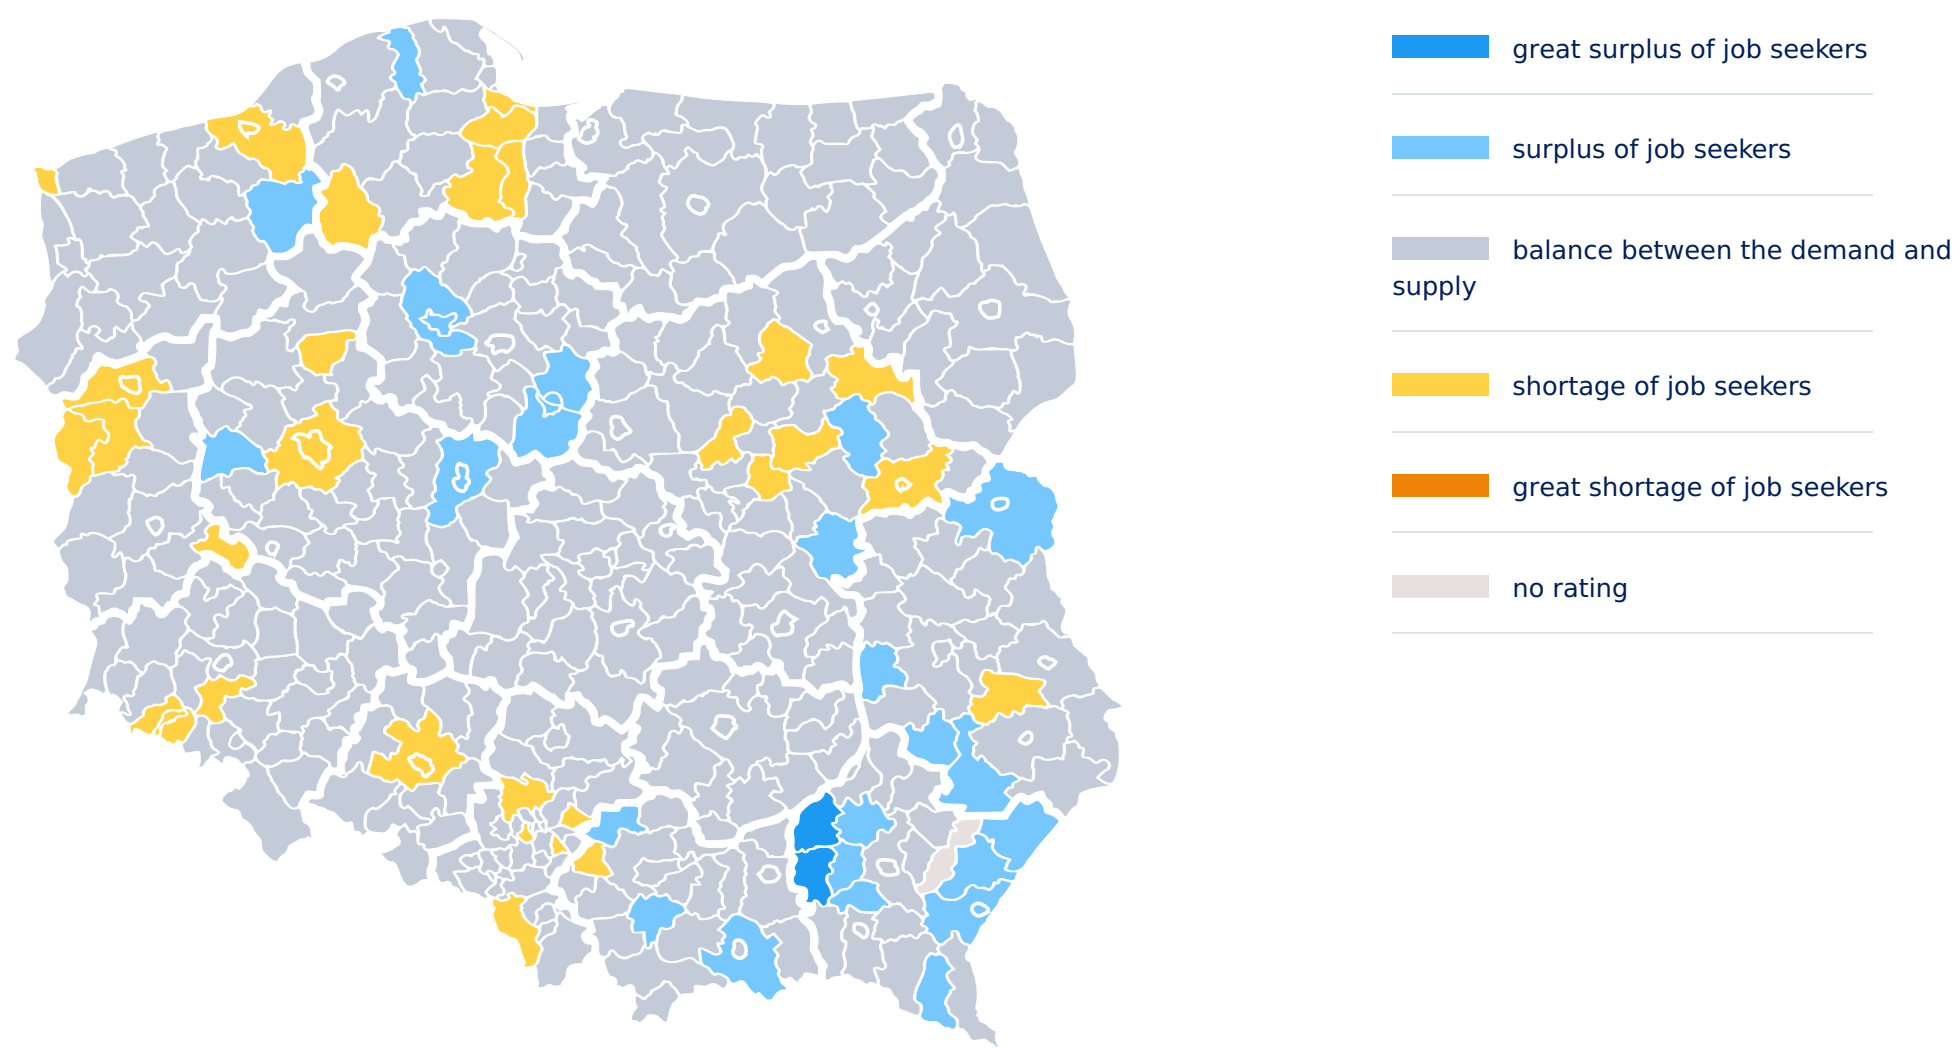 great surplus of job seekers
surplus of job seekers
balance between the demand and
supply
shortage of job seekers
great shortage of job seekers
no rating